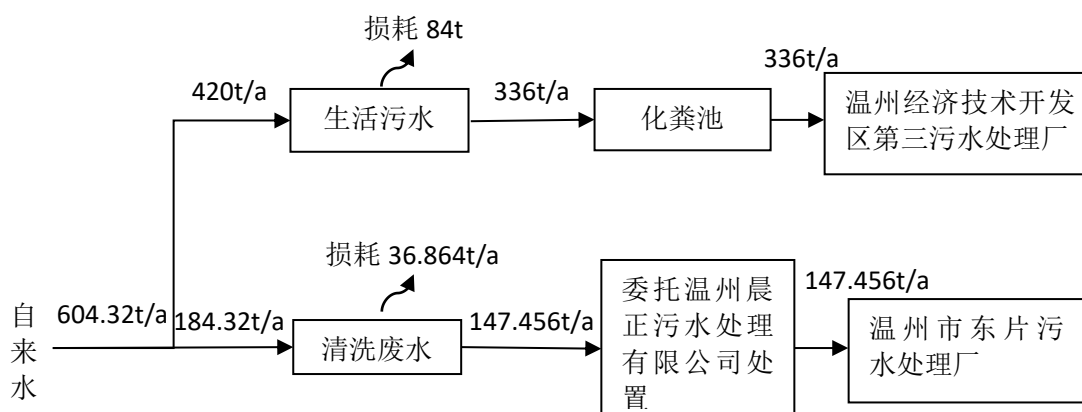 损耗 84t
420t/a
生活污水
336t/a
化粪池
336t/a
温州经济技术开发
区第三污水处理厂
自
来
水
604.32t/a
184.32t/a
损耗 36.864t/a
清洗废水
147.456t/a
委托温州晨
正污水处理
有限公司处
置
147.456t/a
温州市东片污
水处理厂